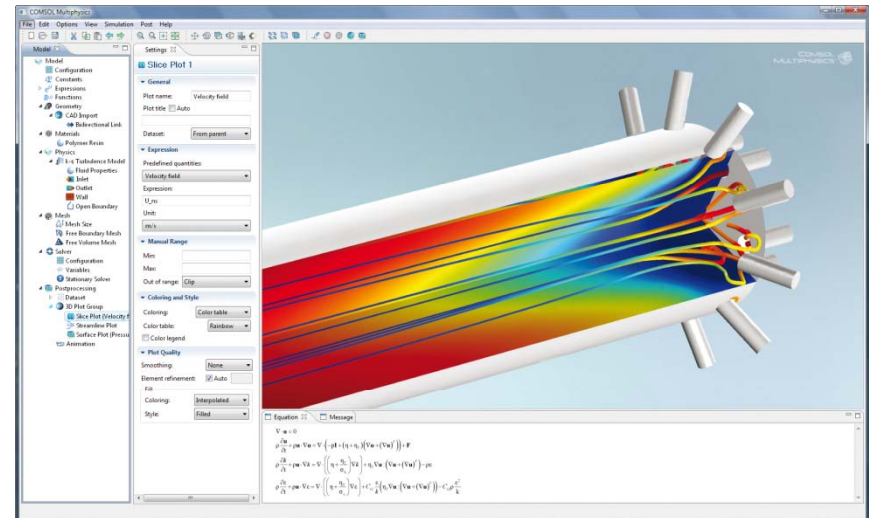 COMSOL Multiphysics
File Edit Options View Simulation Post Help
Model
Model
Configuration
Constants
Expressions
Functions
Geometry
CAD Import
Bidirectional Link
Materials
Polymer Resin
Physics
k-ε Turbulence Model
Fluid Properties
Inlet
Outlet
Wall
Open Boundary
Mesh
Mesh Size
Free Boundary Mesh
Free Volume Mesh
Solver
Configuration
Variables
Stationary Solver
Postprocessing
Dataset
3D Plot Group
Slice Plot (Velocity f
Streamline Plot
Surface Plot (Pressu
Animation
Settings
Slice Plot 1
General
Plot name: Velocity field
Plot title Auto
Dataset: From parent
Expression
Predefined quantities:
Velocity field
Expression:
U_ns
Unit:
m/s
Manual Range
Min:
Max:
Out of range: Clip
Coloring and Style
Coloring: Color table
Color table: Rainbow
Color legend
Plot Quality
Smoothing: None
Element refinement: Auto
Fill
Coloring: Interpolated
Style: Filled
COMSOL
MULTIPHYSICS
Equation Message
∇·u=0
ρ ∂u/∂t + ρu·∇u = ∇·(-pI+(η+η_T)(∇u+(∇u)^T)) + F